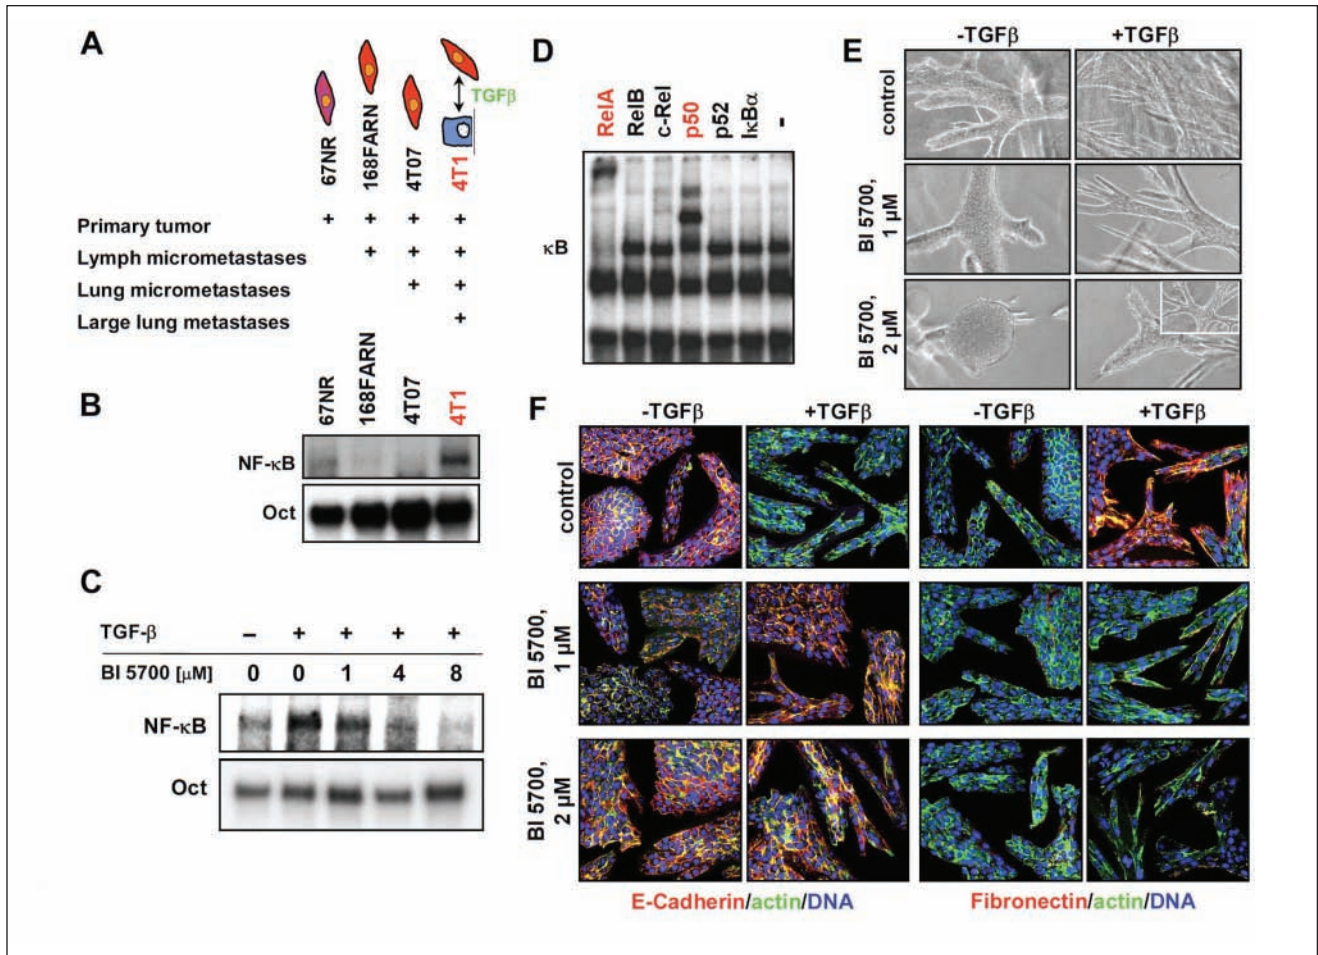 A
TGFβ
67NR
168FARN
4T07
4T1
Primary tumor + + + +
Lymph micrometastases + + +
Lung micrometastases + +
Large lung metastases +
B
67NR
168FARN
4T07
4T1
NF-κB
Oct
C
TGF-β – + + + +
BI 5700 [μM] 0 0 1 4 8
NF-κB
Oct
D
RelA
RelB
c-Rel
p50
p52
IκBα
-
κB
E
-TGFβ +TGFβ
control
BI 5700,
1 μM
BI 5700,
2 μM
F
-TGFβ +TGFβ -TGFβ +TGFβ
control
BI 5700,
1 μM
BI 5700,
2 μM
E-Cadherin/actin/DNA Fibronectin/actin/DNA